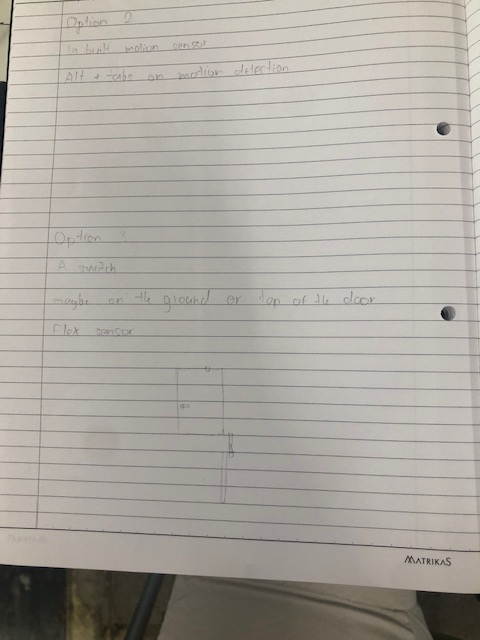 Option 2
In built motion sensor
Alt + tabs on motion detection
Option 3
A switch
maybe on the ground or top of the door
Flex sensor
MATRIKAS